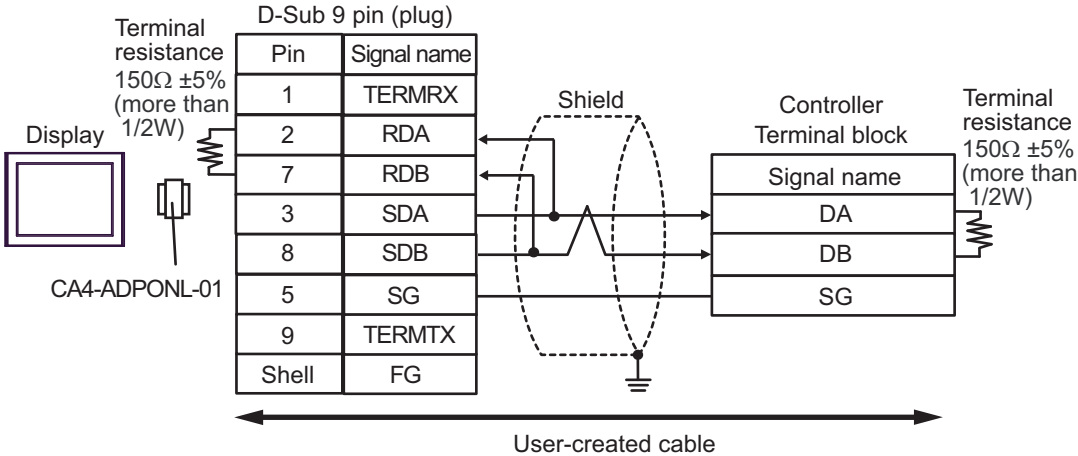 D-Sub 9 pin (plug)
Terminal
resistance
150Ω ±5%
(more than
1/2W)
Display
CA4-ADPONL-01
Pin Signal name
1 TERMRX
2 RDA
7 RDB
3 SDA
8 SDB
5 SG
9 TERMTX
Shell FG
Shield
Controller
Terminal block
Signal name
DA
DB
SG
Terminal
resistance
150Ω ±5%
(more than
1/2W)
User-created cable